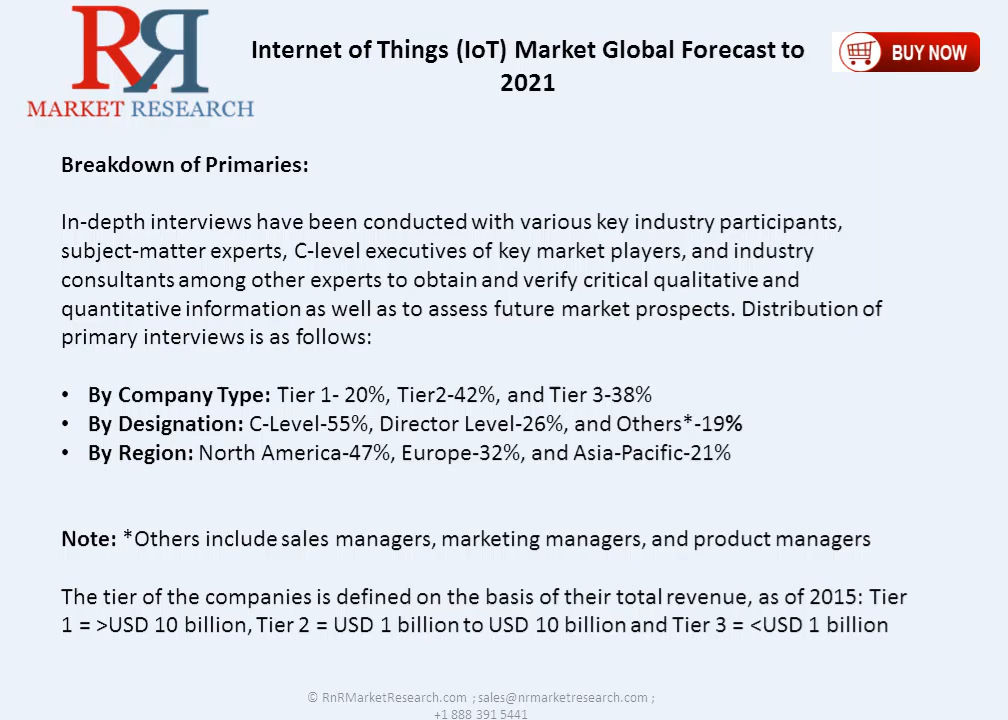 RR
MARKET RESEARCH
Internet of Things (IoT) Market Global Forecast to
2021
BUY NOW
Breakdown of Primaries:
In-depth interviews have been conducted with various key industry participants,
subject-matter experts, C-level executives of key market players, and industry
consultants among other experts to obtain and verify critical qualitative and
quantitative information as well as to assess future market prospects. Distribution of
primary interviews is as follows:
• By Company Type: Tier 1- 20%, Tier2-42%, and Tier 3-38%
• By Designation: C-Level-55%, Director Level-26%, and Others*-19%
• By Region: North America-47%, Europe-32%, and Asia-Pacific-21%
Note: *Others include sales managers, marketing managers, and product managers
The tier of the companies is defined on the basis of their total revenue, as of 2015: Tier
1 = >USD 10 billion, Tier 2 = USD 1 billion to USD 10 billion and Tier 3 = <USD 1 billion
© RnRMarketResearch.com ; sales@nrmarketresearch.com ;
+1 888 391 5441